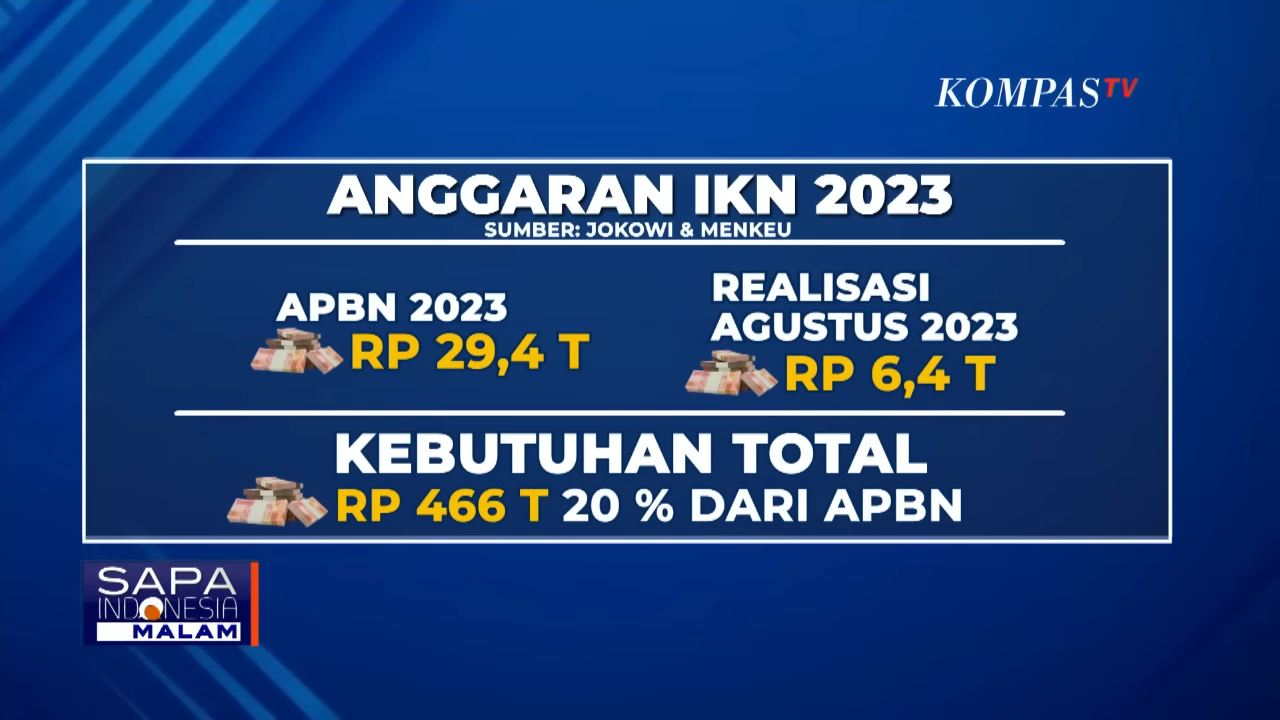 KOMPASTV
ANGGARAN IKN 2023
SUMBER: JOKOWI & MENKEU
APBN 2023
RP 29,4 T
REALISASI
AGUSTUS 2023
RP 6,4 T
KEBUTUHAN TOTAL
RP 466 T 20 % DARI APBN
SAPA
INDONESIA
MALAM